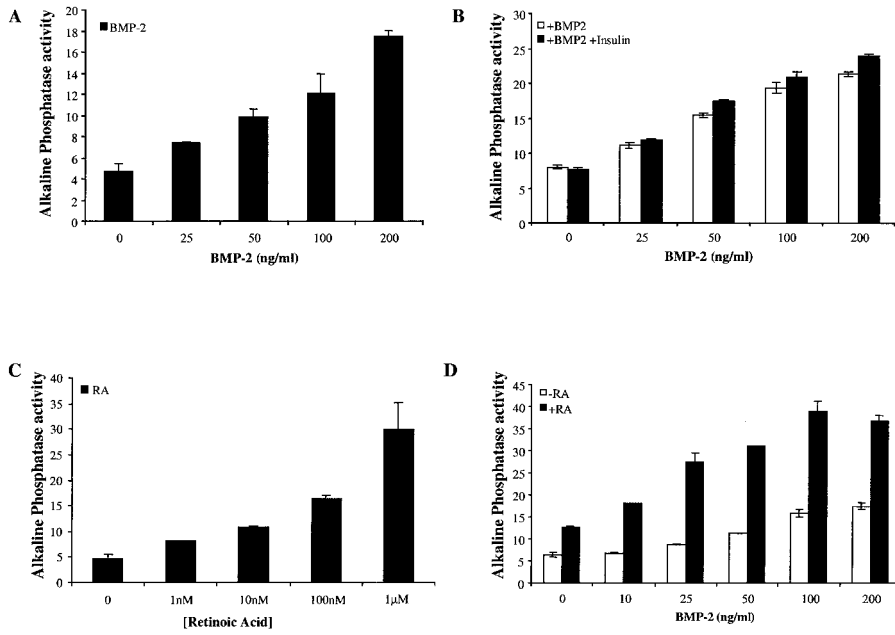 A
BMP-2
Alkaline Phosphatase activity
18
16
14
12
10
8
6
4
2
0
0 25 50 100 200
BMP-2 (ng/ml)
B
+BMP2
+BMP2 +Insulin
Alkaline Phosphatase activity
30
25
20
15
10
5
0
0 25 50 100 200
BMP-2 (ng/ml)
C
RA
Alkaline Phosphatase activity
40
35
30
25
20
15
10
5
0
0 1nM 10nM 100nM 1µM
[Retinoic Acid]
D
-RA
+RA
Alkaline Phosphatase activity
45
40
35
30
25
20
15
10
5
0
0 10 25 50 100 200
BMP-2 (ng/ml)